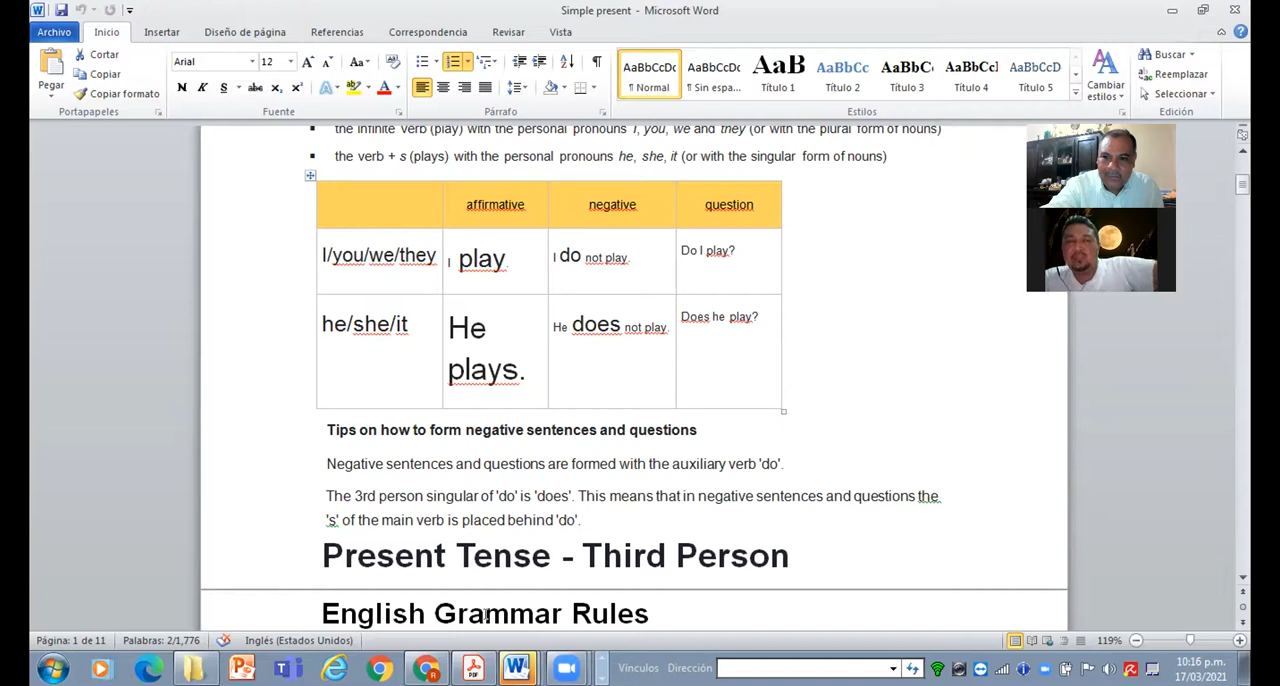 Simple present - Microsoft Word
Archivo Inicio Insertar Diseño de página Referencias Correspondencia Revisar Vista
Pegar
Cortar
Copiar
Copiar formato
Portapapeles
Arial 12
Fuente
Párrafo
AaBbCcDc AaBbCcDc AaB AaBbCc AaBbC AaBbCc AaBbCcD
¶ Normal ¶ Sin espa... Título 1 Título 2 Título 3 Título 4 Título 5
Cambiar estilos
Estilos
Buscar
Reemplazar
Seleccionar
Edición
the infinite verb (play) with the personal pronouns I, you, we and they (or with the plural form of nouns)
the verb + s (plays) with the personal pronouns he, she, it (or with the singular form of nouns)
affirmative negative question
I/you/we/they I play. I do not play. Do I play?
he/she/it He plays. He does not play. Does he play?
Tips on how to form negative sentences and questions
Negative sentences and questions are formed with the auxiliary verb 'do'.
The 3rd person singular of 'do' is 'does'. This means that in negative sentences and questions the
's' of the main verb is placed behind 'do'.
Present Tense - Third Person
English Grammar Rules
Página: 1 de 11 Palabras: 2/1,776 Inglés (Estados Unidos) 119%
Vínculos Dirección
10:16 p.m.
17/03/2021